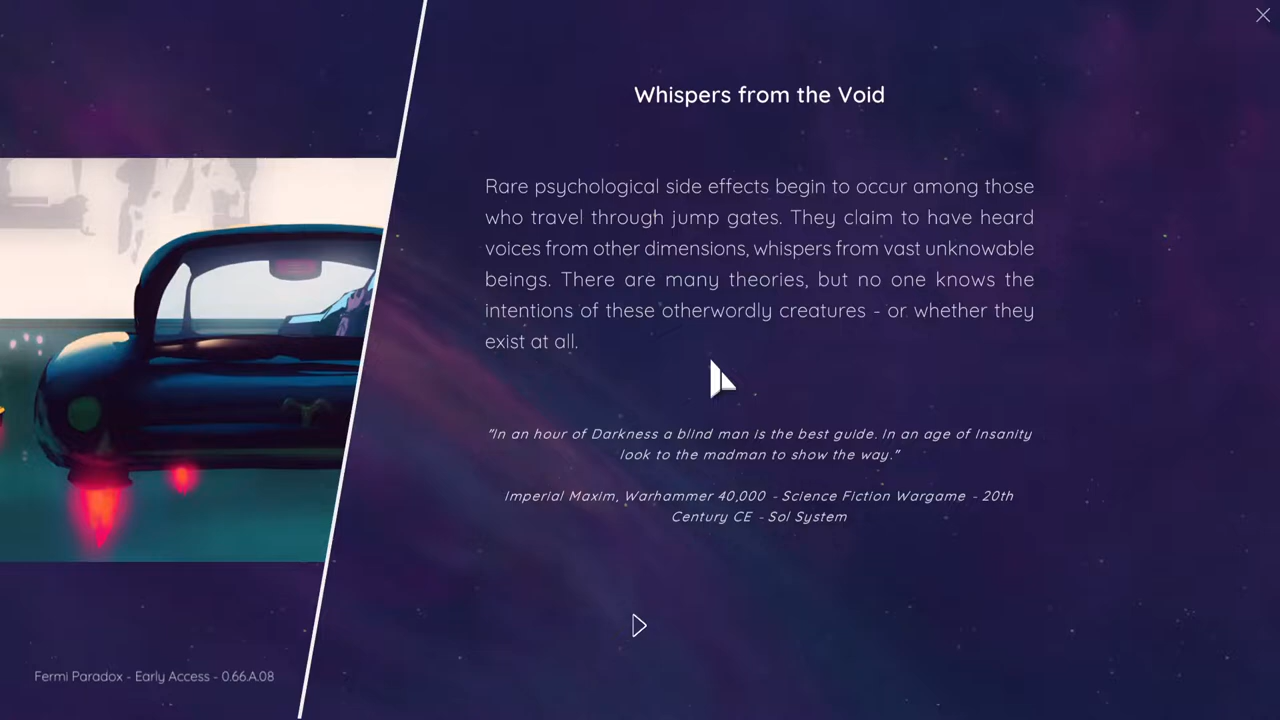 Whispers from the Void
Rare psychological side effects begin to occur among those
who travel through jump gates. They claim to have heard
voices from other dimensions, whispers from vast unknowable
beings. There are many theories, but no one knows the
intentions of these otherwordly creatures - or whether they
exist at all.
"In an hour of Darkness a blind man is the best guide. In an age of Insanity
look to the madman to show the way."
Imperial Maxim, Warhammer 40,000 - Science Fiction Wargame - 20th
Century CE - Sol System
Fermi Paradox - Early Access - 0.66.A.08